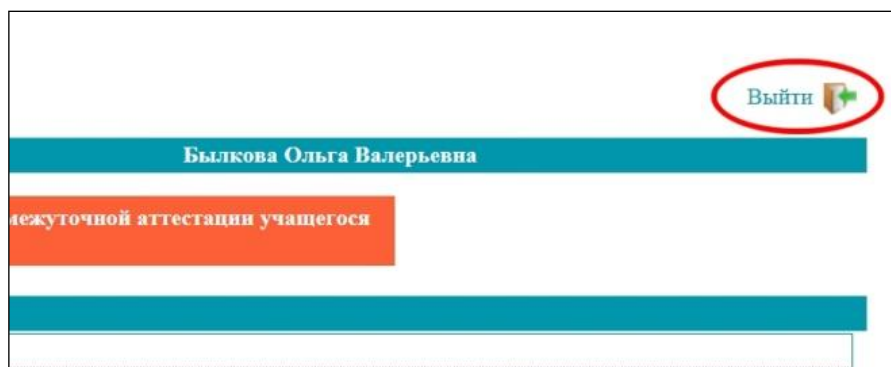 Выйти
Былкова Ольга Валерьевна
межуточной аттестации учащегося